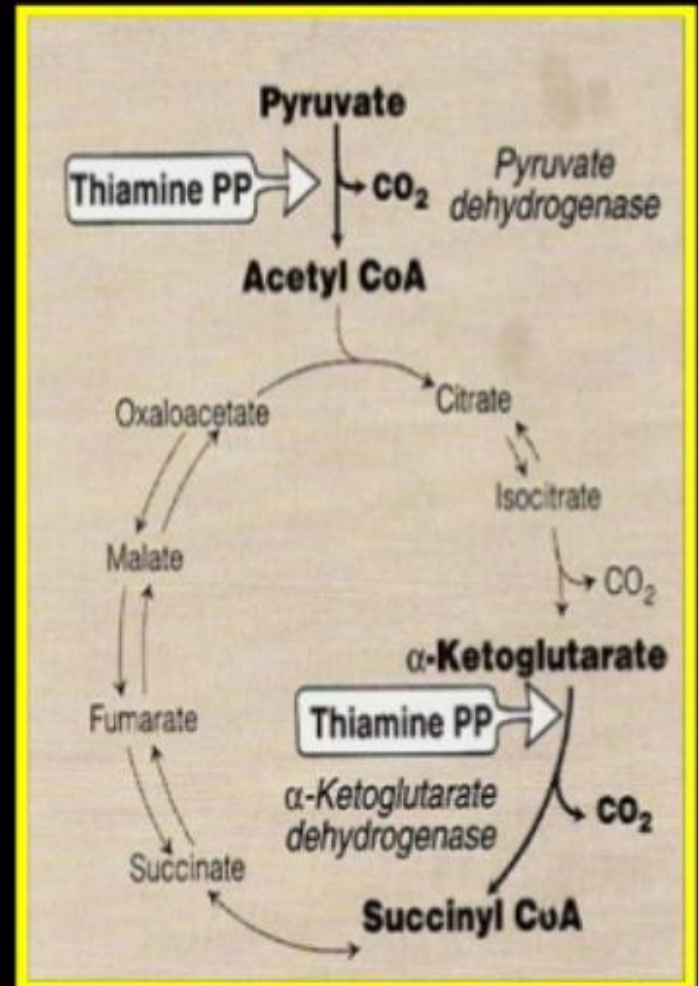 Pyruvate
Thiamine PP
CO₂
Pyruvate
dehydrogenase
Acetyl CoA
Oxaloacetate
Citrate
Isocitrate
Malate
CO₂
α-Ketoglutarate
Fumarate
Thiamine PP
α-Ketoglutarate
dehydrogenase
CO₂
Succinate
Succinyl CoA